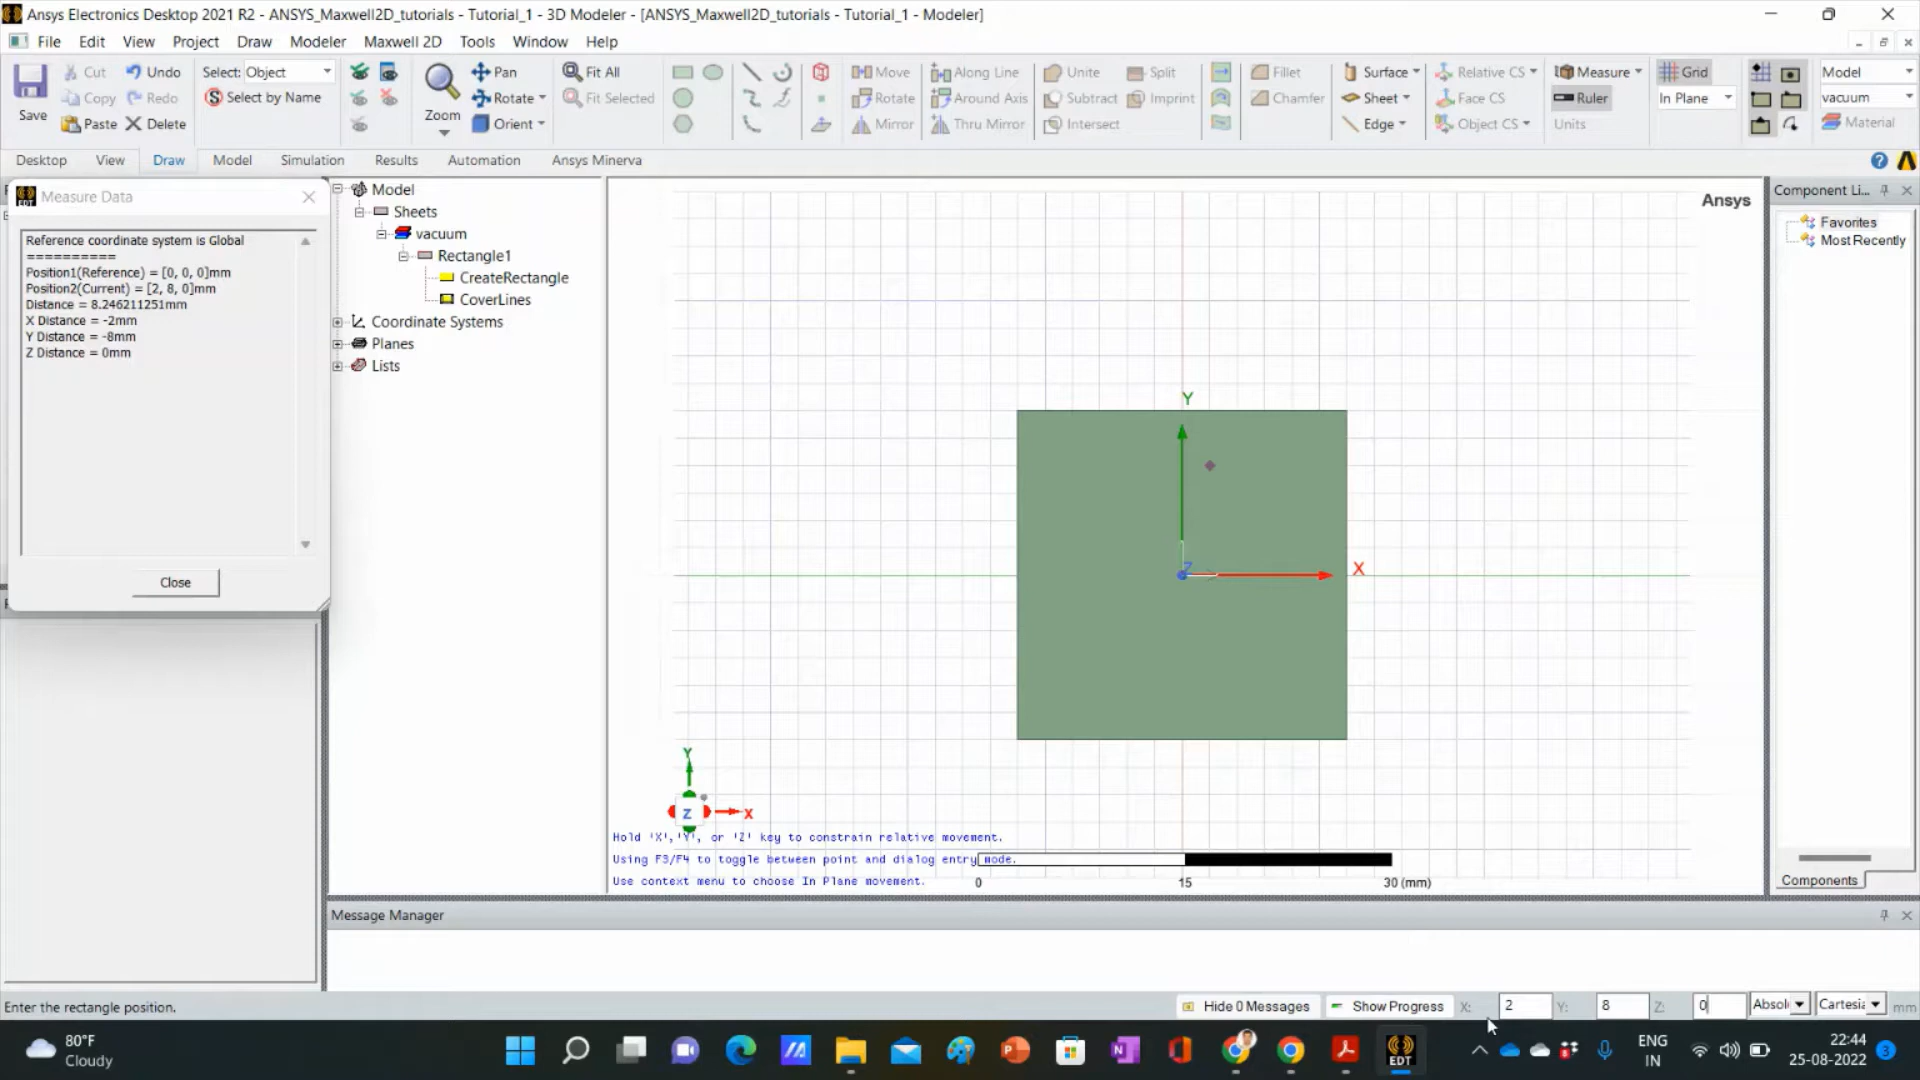 Ansys Electronics Desktop 2021 R2 - ANSYS_Maxwell2D_tutorials - Tutorial_1 - 3D Modeler - [ANSYS_Maxwell2D_tutorials - Tutorial_1 - Modeler]
File Edit View Project Draw Modeler Maxwell 2D Tools Window Help
Cut Undo Select: Object Pan Fit All Move Along Line Unite Split Fillet Surface Relative CS Measure Grid Model
Copy Redo Select by Name Rotate Fit Selected Rotate Around Axis Subtract Imprint Chamfer Sheet Face CS Ruler In Plane vacuum
Save Paste Delete Zoom Orient Mirror Thru Mirror Intersect Edge Object CS Units Material
Desktop View Draw Model Simulation Results Automation Ansys Minerva
Measure Data
Reference coordinate system is Global
==========
Position1(Reference) = [0, 0, 0]mm
Position2(Current) = [2, 8, 0]mm
Distance = 8.246211251mm
X Distance = -2mm
Y Distance = -8mm
Z Distance = 0mm
Close
Model
Sheets
vacuum
Rectangle1
CreateRectangle
CoverLines
Coordinate Systems
Planes
Lists
Ansys
Y
Z
X
Y
Z
X
Hold 'X','Y', or 'Z' key to constrain relative movement.
Using F3/F4 to toggle between point and dialog entry mode.
Use context menu to choose In Plane movement.
0 15 30 (mm)
Component Li...
Favorites
Most Recently
Components
Message Manager
Enter the rectangle position.
Hide 0 Messages Show Progress X: 2 Y: 8 Z: 0 Absol Cartesia mm
80°F
Cloudy
EDT
ENG
IN
22:44
25-08-2022
3